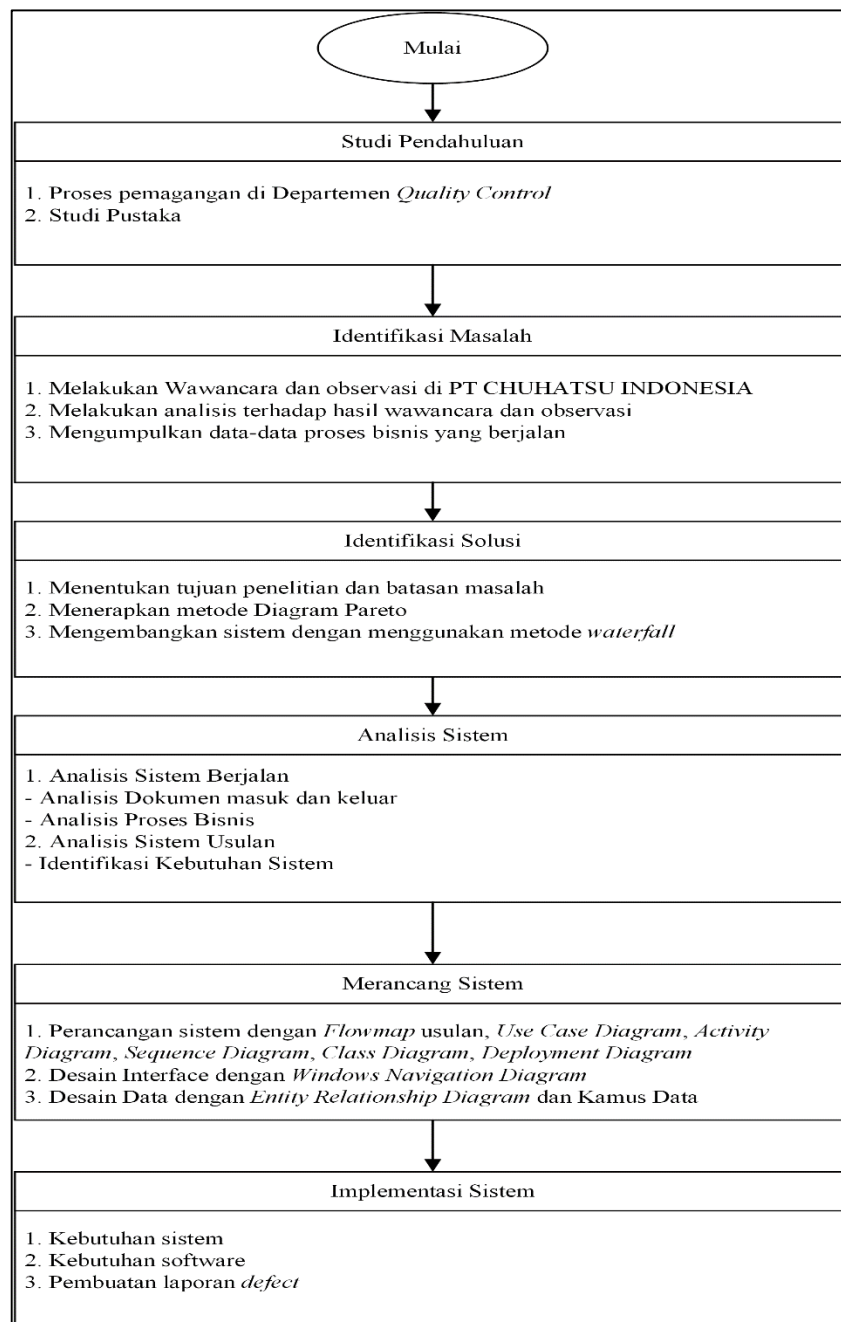 Mulai
Studi Pendahuluan
1. Proses pemagangan di Departemen Quality Control
2. Studi Pustaka
Identifikasi Masalah
1. Melakukan Wawancara dan observasi di PT CHUHATSU INDONESIA
2. Melakukan analisis terhadap hasil wawancara dan observasi
3. Mengumpulkan data-data proses bisnis yang berjalan
Identifikasi Solusi
1. Menentukan tujuan penelitian dan batasan masalah
2. Menerapkan metode Diagram Pareto
3. Mengembangkan sistem dengan menggunakan metode waterfall
Analisis Sistem
1. Analisis Sistem Berjalan
- Analisis Dokumen masuk dan keluar
- Analisis Proses Bisnis
2. Analisis Sistem Usulan
- Identifikasi Kebutuhan Sistem
Merancang Sistem
1. Perancangan sistem dengan Flowmap usulan, Use Case Diagram, Activity
Diagram, Sequence Diagram, Class Diagram, Deployment Diagram
2. Desain Interface dengan Windows Navigation Diagram
3. Desain Data dengan Entity Relationship Diagram dan Kamus Data
Implementasi Sistem
1. Kebutuhan sistem
2. Kebutuhan software
3. Pembuatan laporan defect